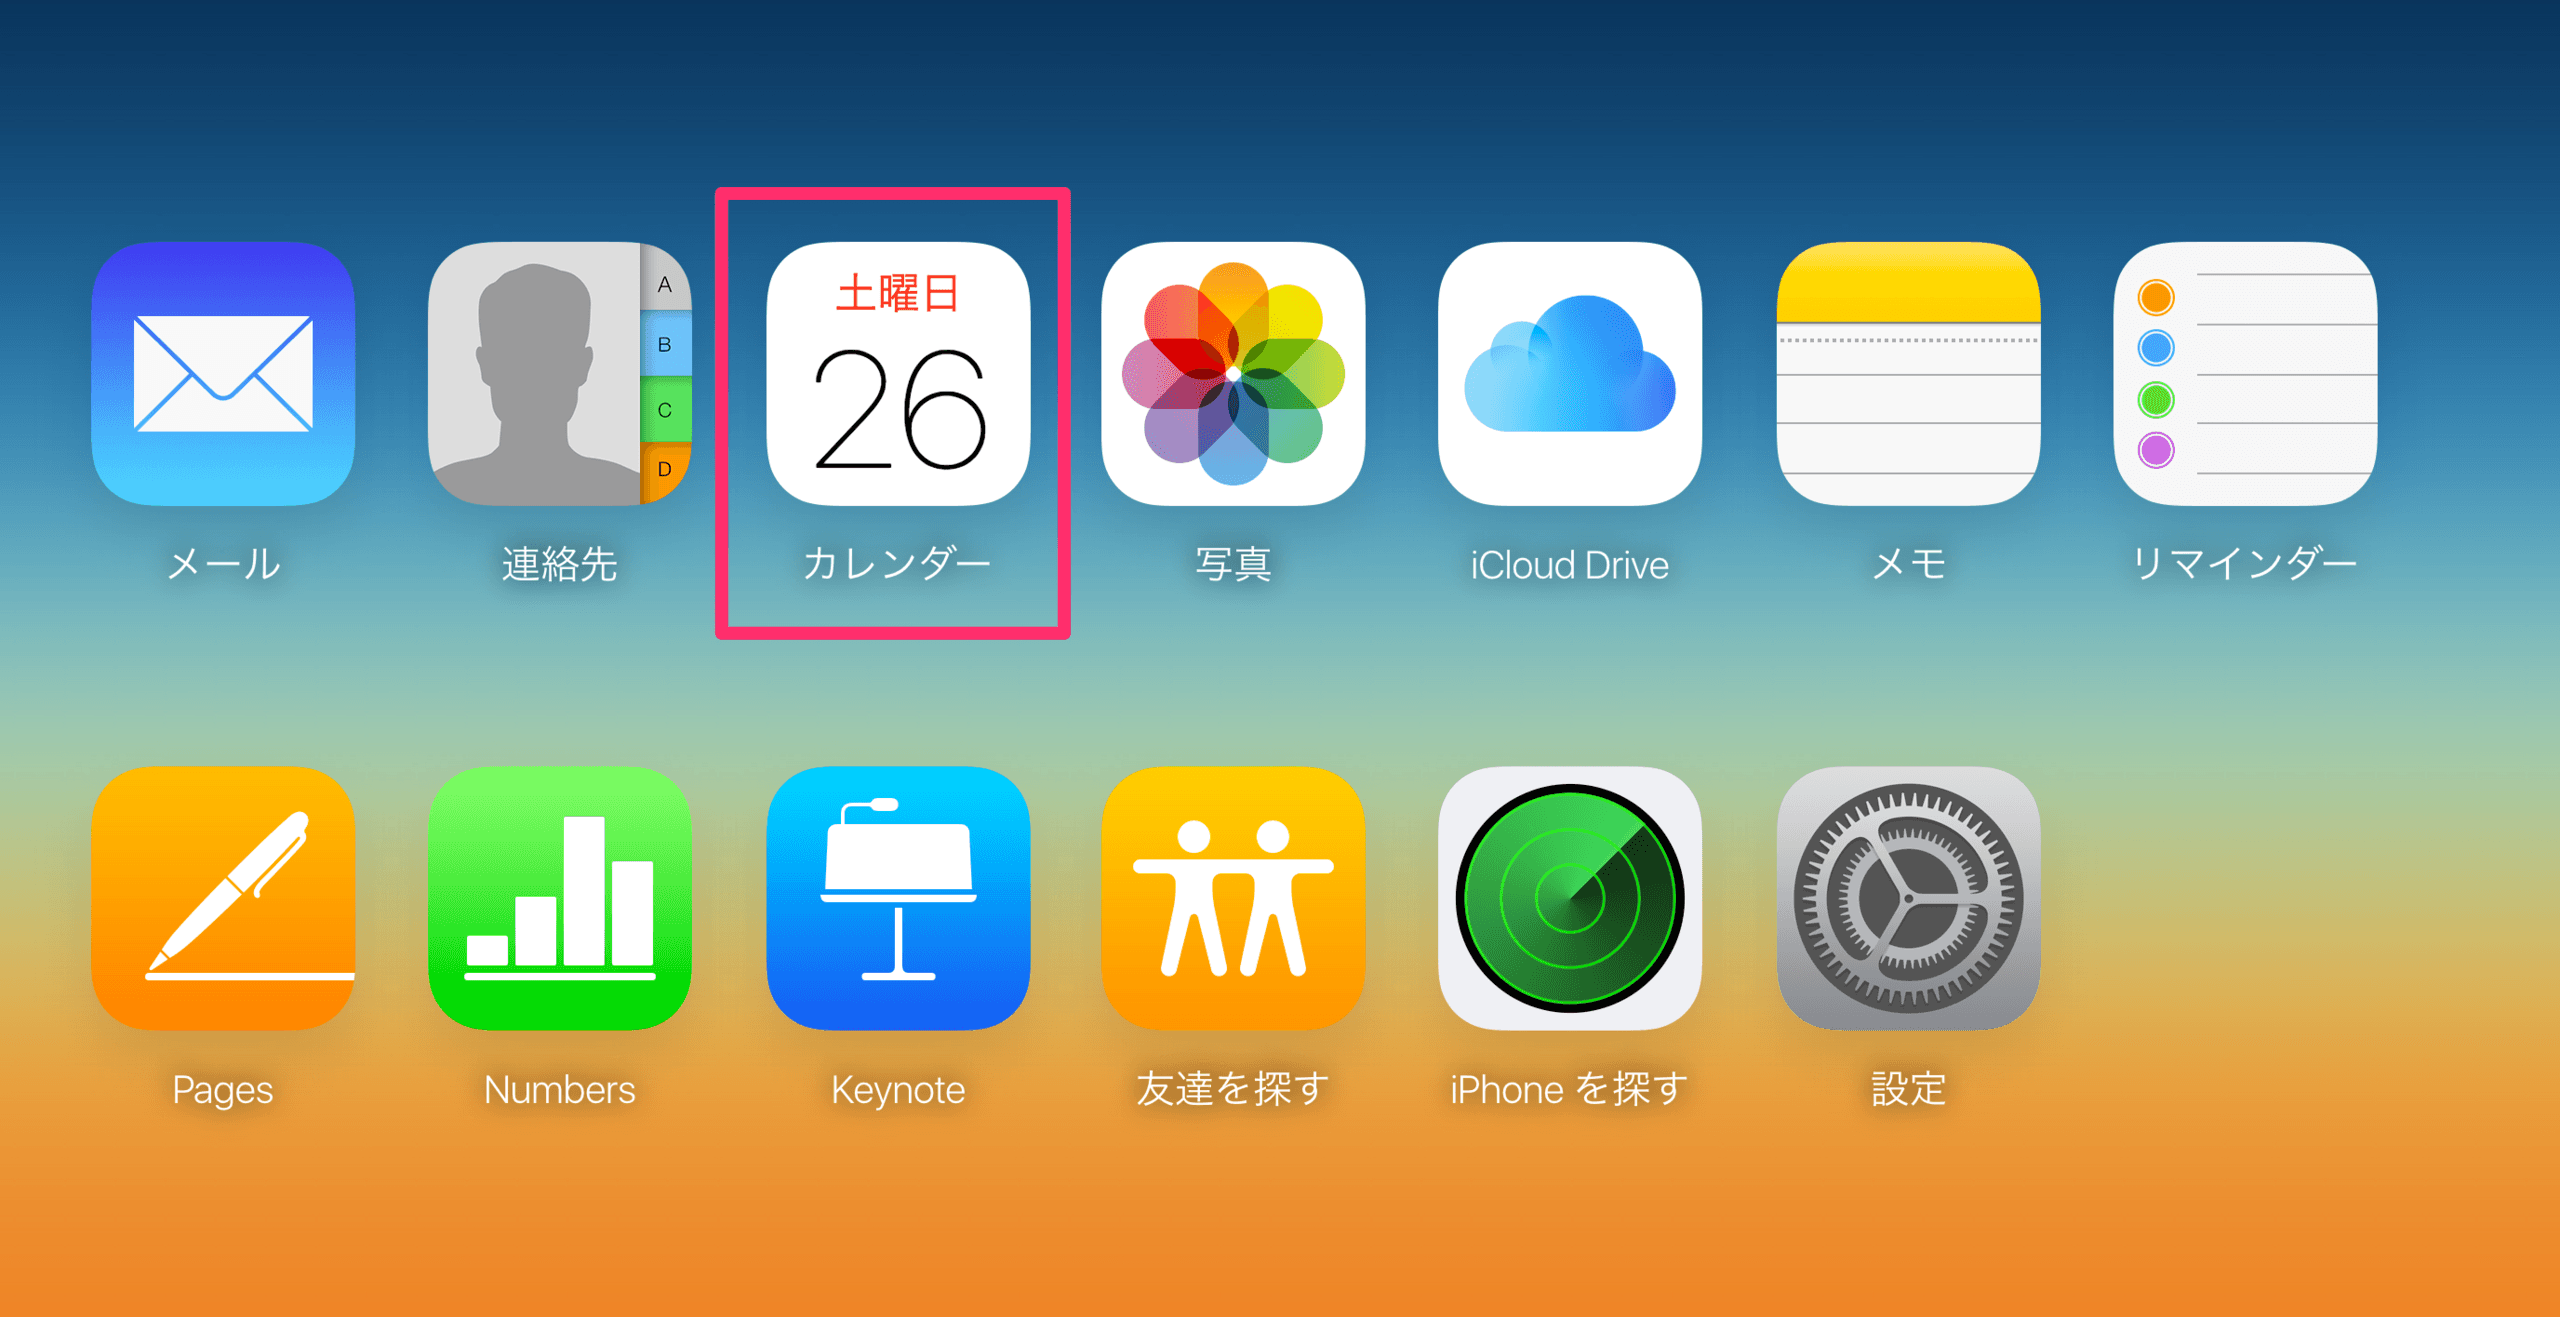 土曜日
26
A
B
C
D
メール
連絡先
カレンダー
写真
iCloud Drive
メモ
リマインダー
Pages
Numbers
Keynote
友達を探す
iPhone を探す
設定